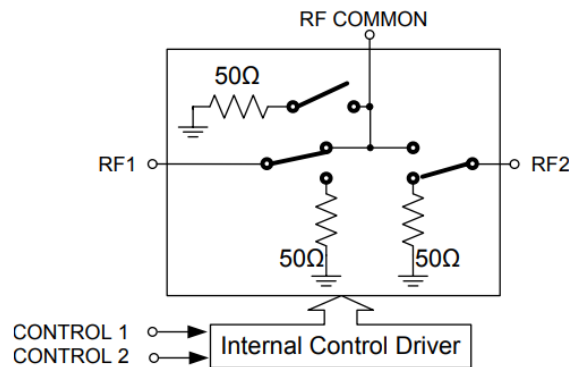 RF COMMON
50Ω
RF1
RF2
50Ω
50Ω
CONTROL 1
CONTROL 2
Internal Control Driver